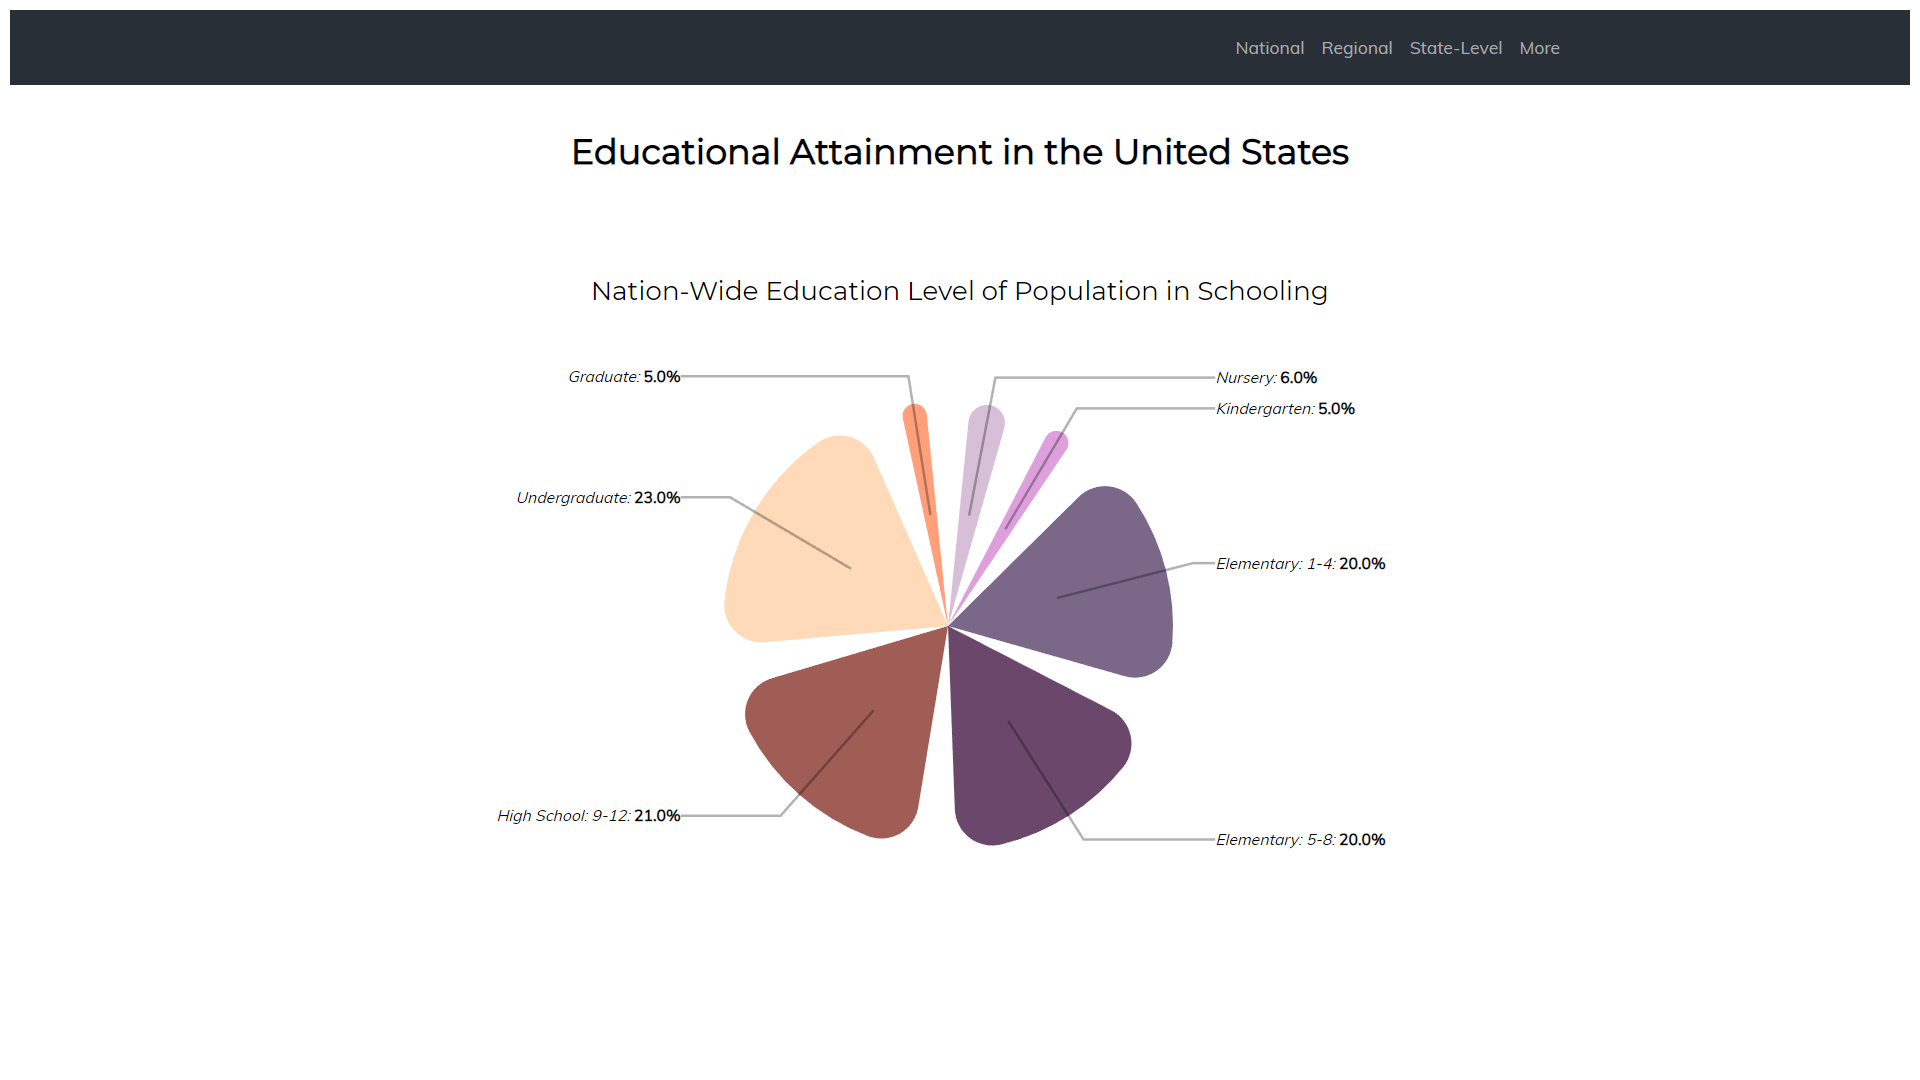 National Regional State-Level More
Educational Attainment in the United States
Nation-Wide Education Level of Population in Schooling
Graduate: 5.0%
Nursery: 6.0%
Kindergarten: 5.0%
Undergraduate: 23.0%
Elementary: 1-4: 20.0%
High School: 9-12: 21.0%
Elementary: 5-8: 20.0%